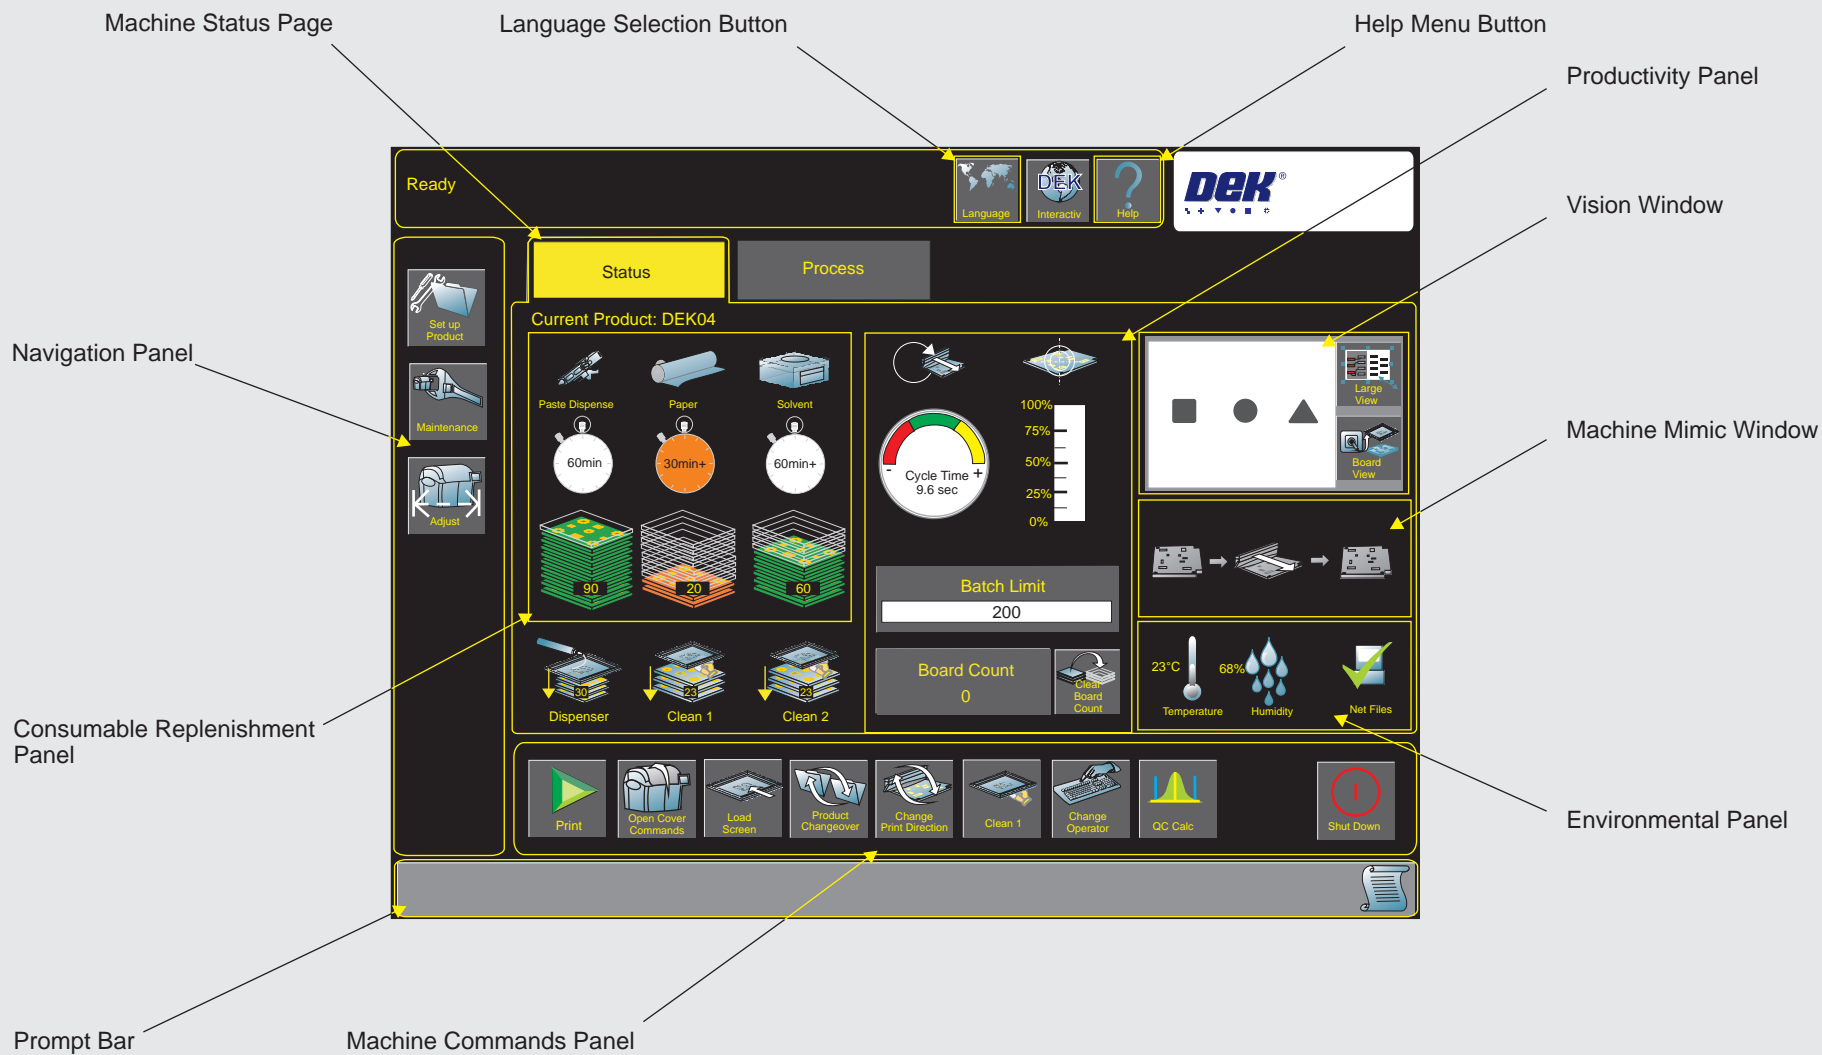 Machine Status Page
Language Selection Button
Help Menu Button
Productivity Panel
Vision Window
Navigation Panel
Machine Mimic Window
Consumable Replenishment
Panel
Environmental Panel
Prompt Bar
Machine Commands Panel
Ready
Language
DEK
Interactiv
Help
DEK®
Status
Process
Set up
Product
Maintenance
Adjust
Current Product: DEK04
Paste Dispense
Paper
Solvent
60min
30min+
60min+
90
20
60
30
23
23
Dispenser
Clean 1
Clean 2
- Cycle Time +
9.6 sec
100%
75%
50%
25%
0%
Batch Limit
200
Board Count
0
Clear
Board
Count
Large
View
Board
View
23°C
68%
Temperature
Humidity
Net Files
Print
Open Cover
Commands
Load
Screen
Product
Changeover
Change
Print Direction
Clean 1
Change
Operator
QC Calc
Shut Down